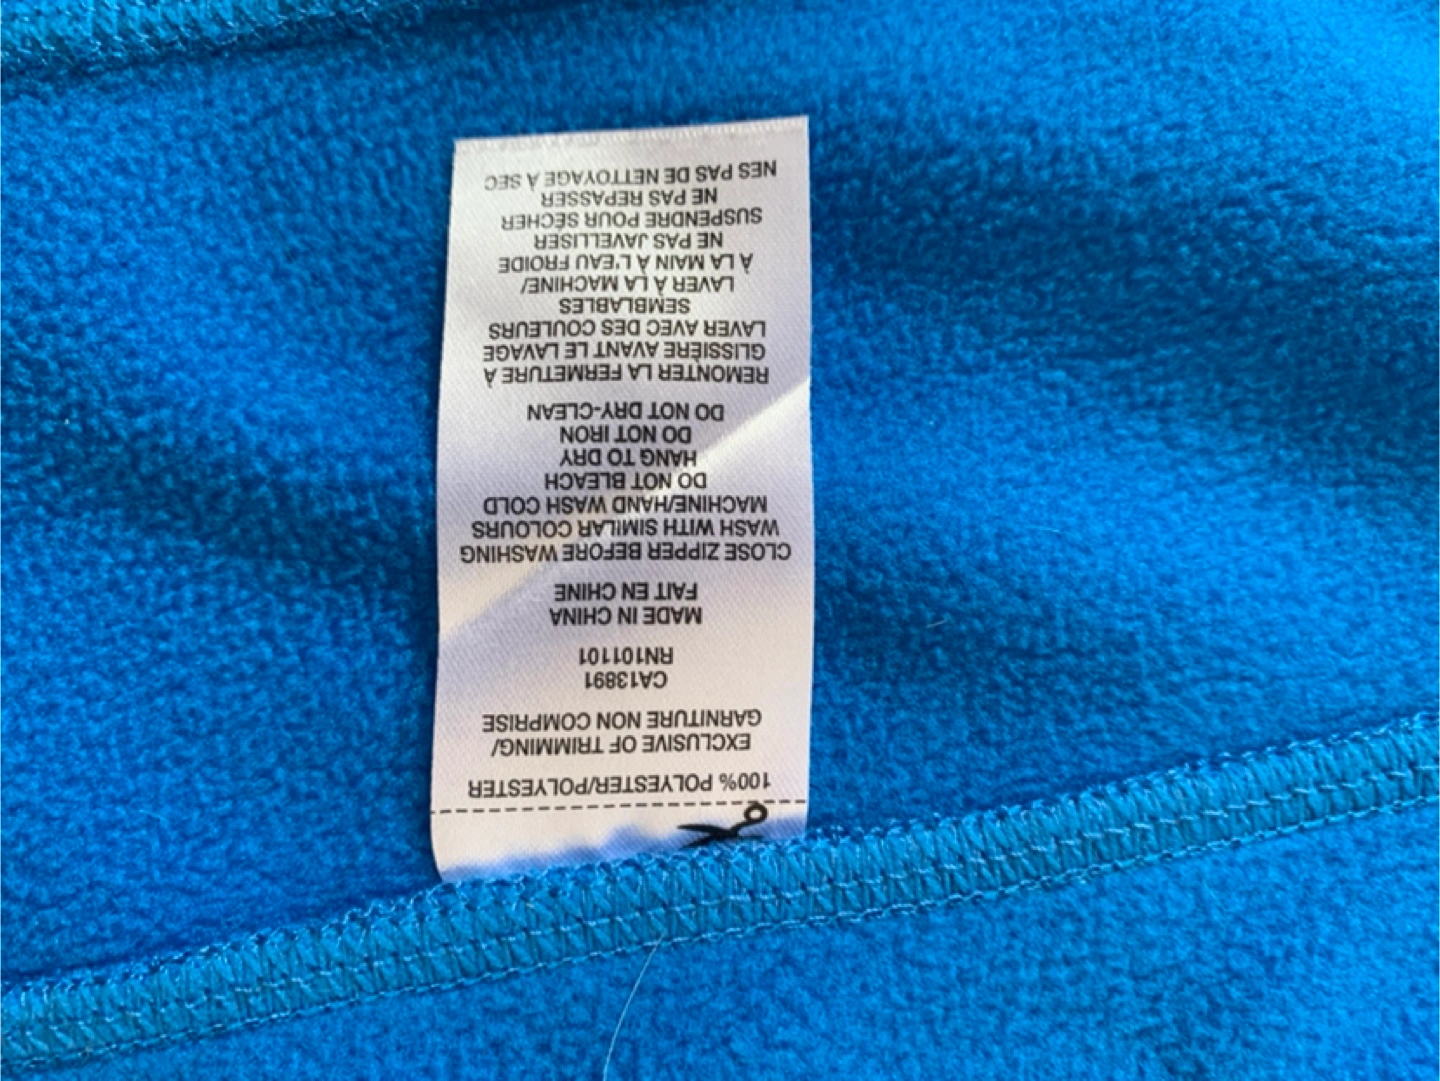 100% POLYESTER/POLYESTER
EXCLUSIVE OF TRIMMING/
GARNITURE NON COMPRISE
CA13891
RN101101
MADE IN CHINA
FAIT EN CHINE
CLOSE ZIPPER BEFORE WASHING
WASH WITH SIMILAR COLOURS
MACHINE/HAND WASH COLD
DO NOT BLEACH
HANG TO DRY
DO NOT IRON
DO NOT DRY-CLEAN
REMONTER LA FERMETURE À
GLISSIÈRE AVANT LE LAVAGE
LAVER AVEC DES COULEURS
SEMBLABLES
LAVER À LA MACHINE/
À LA MAIN À L'EAU FROIDE
NE PAS JAVELLISER
SUSPENDRE POUR SÉCHER
NE PAS REPASSER
NES PAS DE NETTOYAGE À SEC